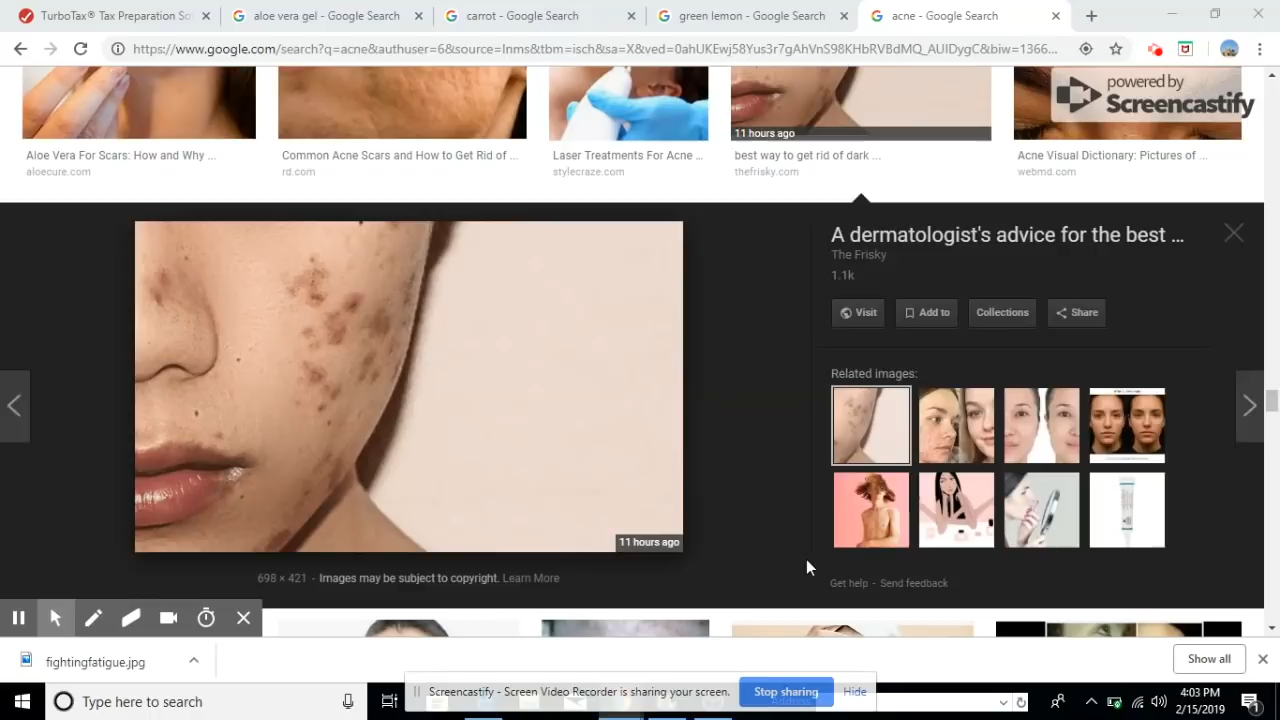 TurboTax® Tax Preparation So
aloe vera gel - Google Search
carrot - Google Search
green lemon - Google Search
acne - Google Search
https://www.google.com/search?q=acne&authuser=6&source=lnms&tbm=isch&sa=X&ved=0ahUKEwj58Yus3r7gAhVnS98KHbRVBdMQ_AUIDygC&biw=1366...
powered by
Screencastify
11 hours ago
Aloe Vera For Scars: How and Why ...
aloecure.com
Common Acne Scars and How to Get Rid of ...
rd.com
Laser Treatments For Acne ...
stylecraze.com
best way to get rid of dark ...
thefrisky.com
Acne Visual Dictionary: Pictures of ...
webmd.com
A dermatologist's advice for the best ...
The Frisky
1.1k
Visit
Add to
Collections
Share
Related images:
11 hours ago
698 × 421 - Images may be subject to copyright. Learn More
Get help - Send feedback
fightingfatigue.jpg
Show all
Screencastify - Screen Video Recorder is sharing your screen.
Stop sharing
Hide
Address
Type here to search
4:03 PM
2/15/2019
1